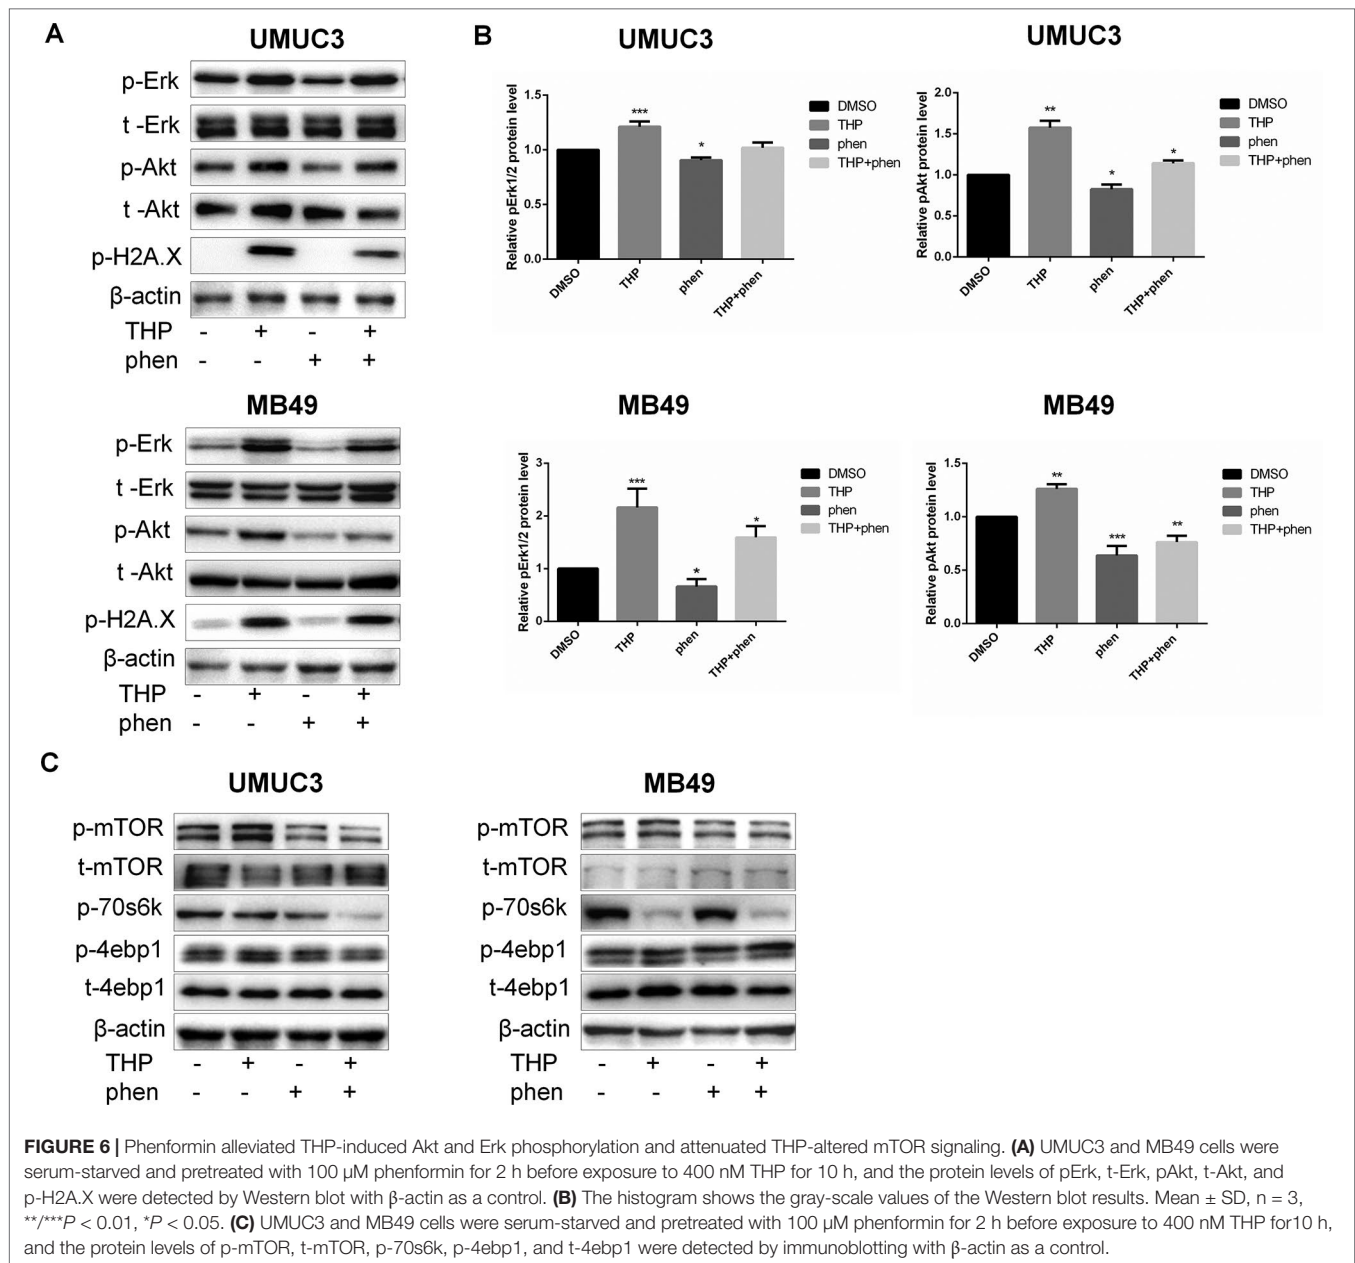 A
UMUC3
p-Erk
t -Erk
p-Akt
t -Akt
p-H2A.X
β-actin
THP - + - +
phen - - + +
MB49
p-Erk
t -Erk
p-Akt
t -Akt
p-H2A.X
β-actin
THP - + - +
phen - - + +
B
UMUC3
Relative pErk1/2 protein level
1.5
1.0
0.5
0.0
***
*
DMSO
THP
phen
THP+phen
DMSO
THP
phen
THP+phen
UMUC3
Relative pAkt protein level
2.0
1.5
1.0
0.5
0.0
**
*
*
DMSO
THP
phen
THP+phen
DMSO
THP
phen
THP+phen
MB49
Relative pErk1/2 protein level
3
2
1
0
***
*
*
DMSO
THP
phen
THP+phen
DMSO
THP
phen
THP+phen
MB49
Relative pAkt protein level
1.5
1.0
0.5
0.0
**
***
**
DMSO
THP
phen
THP+phen
DMSO
THP
phen
THP+phen
C
UMUC3
p-mTOR
t-mTOR
p-70s6k
p-4ebp1
t-4ebp1
β-actin
THP - + - +
phen - - + +
MB49
p-mTOR
t-mTOR
p-70s6k
p-4ebp1
t-4ebp1
β-actin
THP - + - +
phen - - + +
FIGURE 6 | Phenformin alleviated THP-induced Akt and Erk phosphorylation and attenuated THP-altered mTOR signaling. (A) UMUC3 and MB49 cells were
serum-starved and pretreated with 100 µM phenformin for 2 h before exposure to 400 nM THP for 10 h, and the protein levels of pErk, t-Erk, pAkt, t-Akt, and
p-H2A.X were detected by Western blot with β-actin as a control. (B) The histogram shows the gray-scale values of the Western blot results. Mean ± SD, n = 3,
**/***P < 0.01, *P < 0.05. (C) UMUC3 and MB49 cells were serum-starved and pretreated with 100 µM phenformin for 2 h before exposure to 400 nM THP for10 h,
and the protein levels of p-mTOR, t-mTOR, p-70s6k, p-4ebp1, and t-4ebp1 were detected by immunoblotting with β-actin as a control.